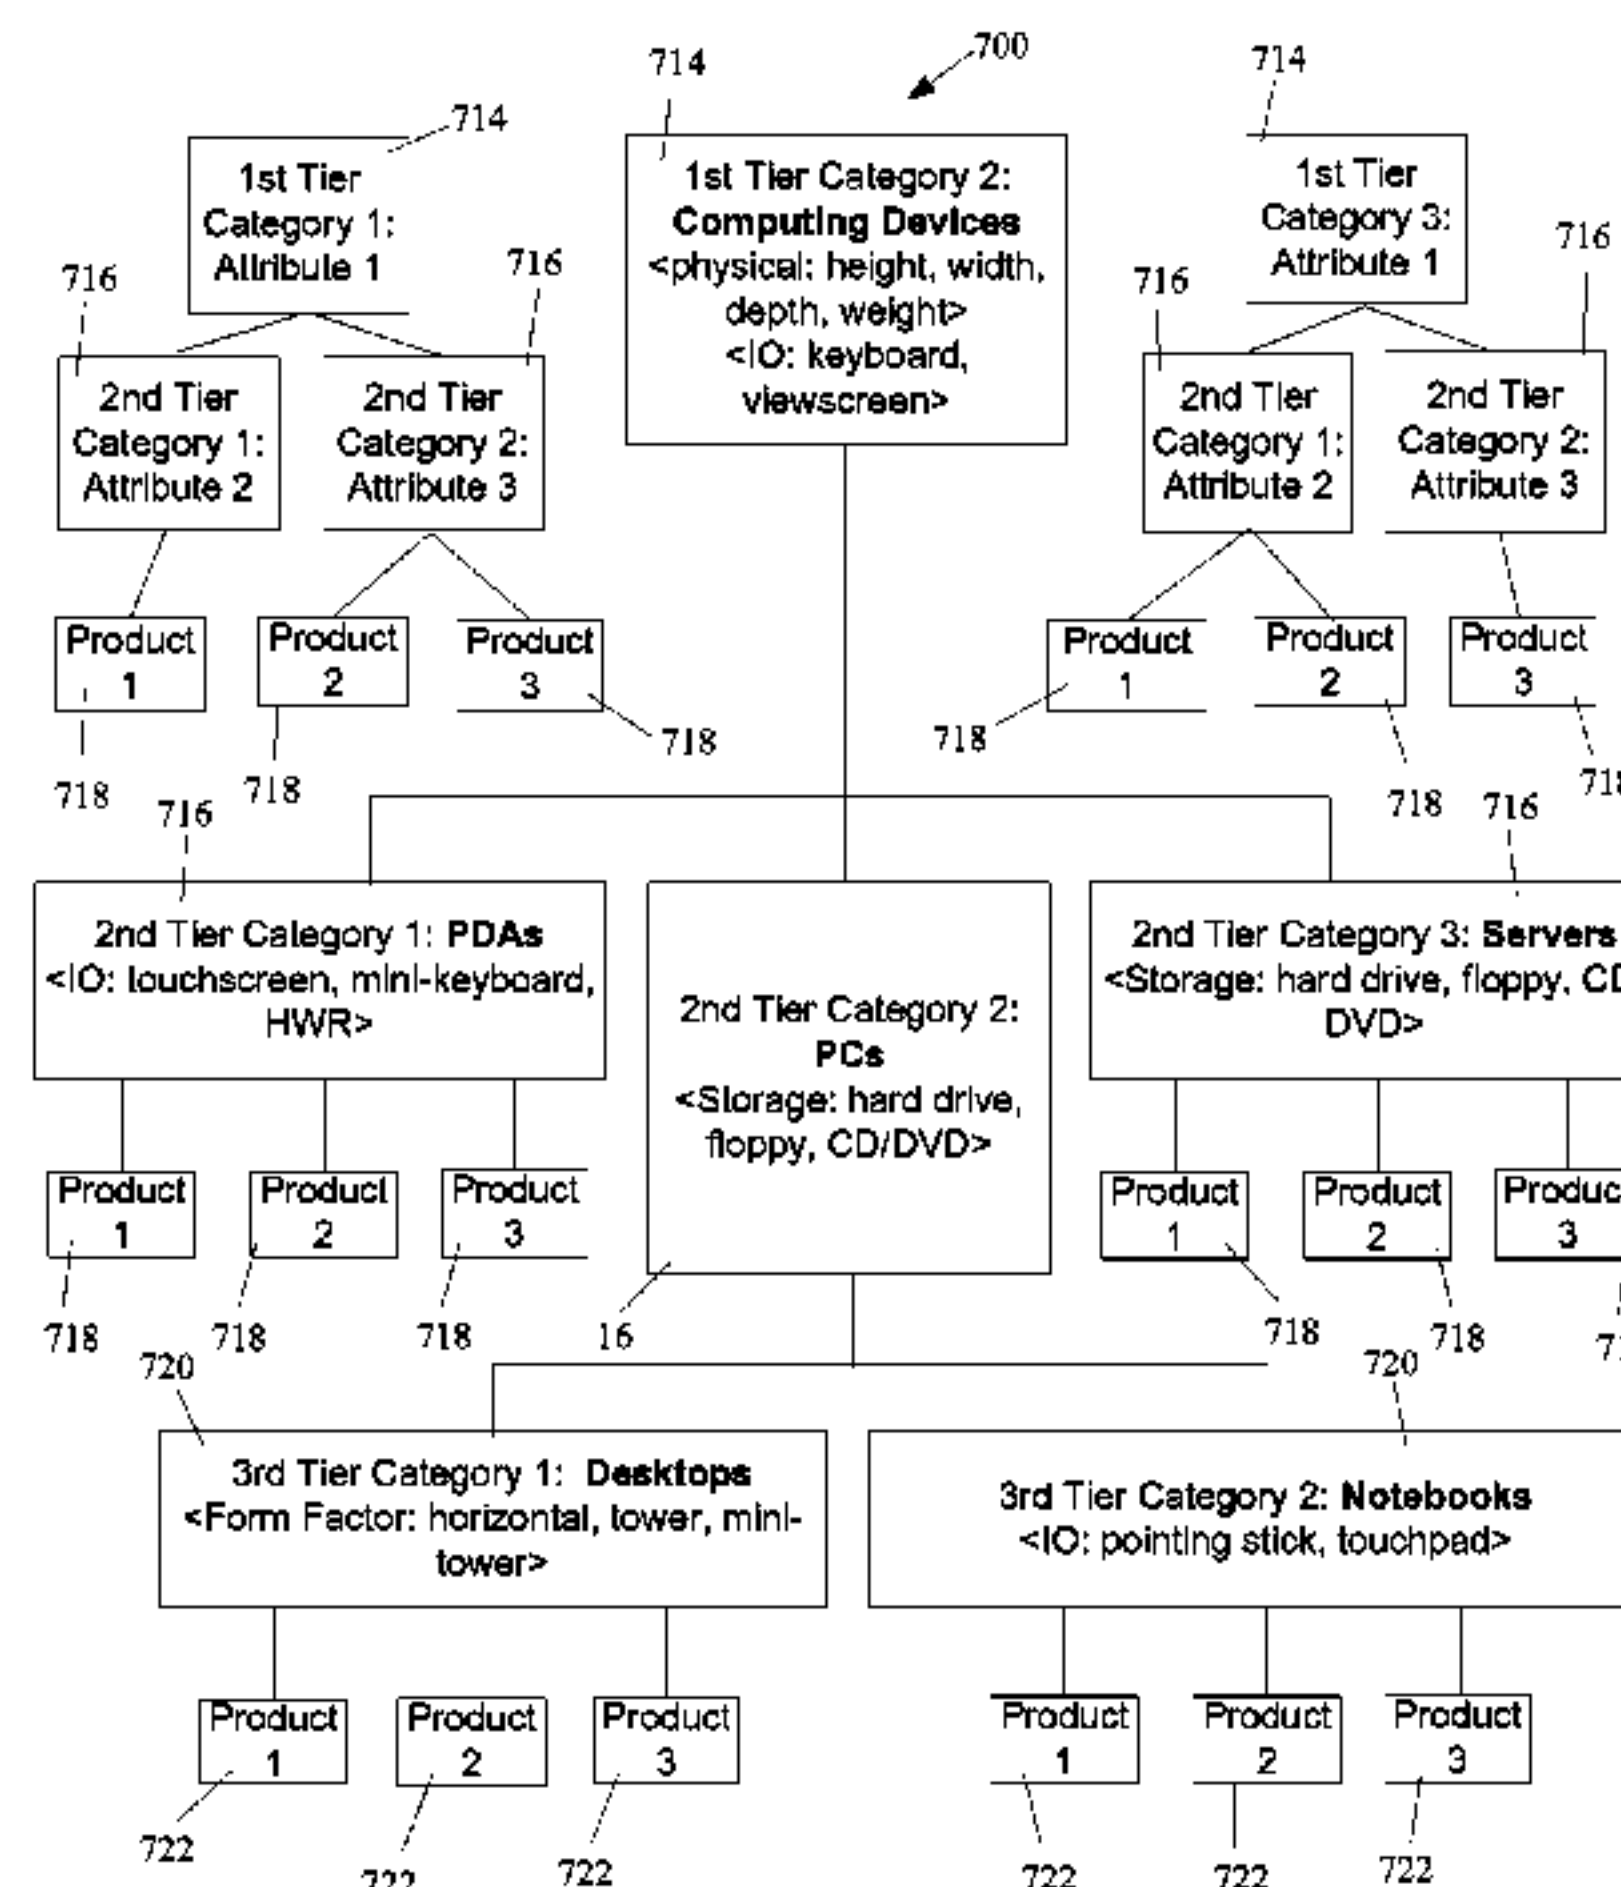 700
714
714
714
1st Tier
Category 1:
Attribute 1
1st Tier Category 2:
Computing Devices
<physical: height, width,
depth, weight>
<IO: keyboard,
viewscreen>
1st Tier
Category 3:
Attribute 1
716
716
716
716
2nd Tier
Category 1:
Attribute 2
2nd Tier
Category 2:
Attribute 3
2nd Tier
Category 1:
Attribute 2
2nd Tier
Category 2:
Attribute 3
Product
1
Product
2
Product
3
Product
1
Product
2
Product
3
718
718
718
718
718
718
716
716
2nd Tier Category 1: PDAs
<IO: touchscreen, mini-keyboard,
HWR>
2nd Tier Category 2:
PCs
<Storage: hard drive,
floppy, CD/DVD>
2nd Tier Category 3: Servers
<Storage: hard drive, floppy, CD
DVD>
Product
1
Product
2
Product
3
Product
1
Product
2
Produc
3
718
718
718
16
718
718
720
720
3rd Tier Category 1: Desktops
<Form Factor: horizontal, tower, mini-
tower>
3rd Tier Category 2: Notebooks
<IO: pointing stick, touchpad>
Product
1
Product
2
Product
3
Product
1
Product
2
Product
3
722
722
722
722
722
722